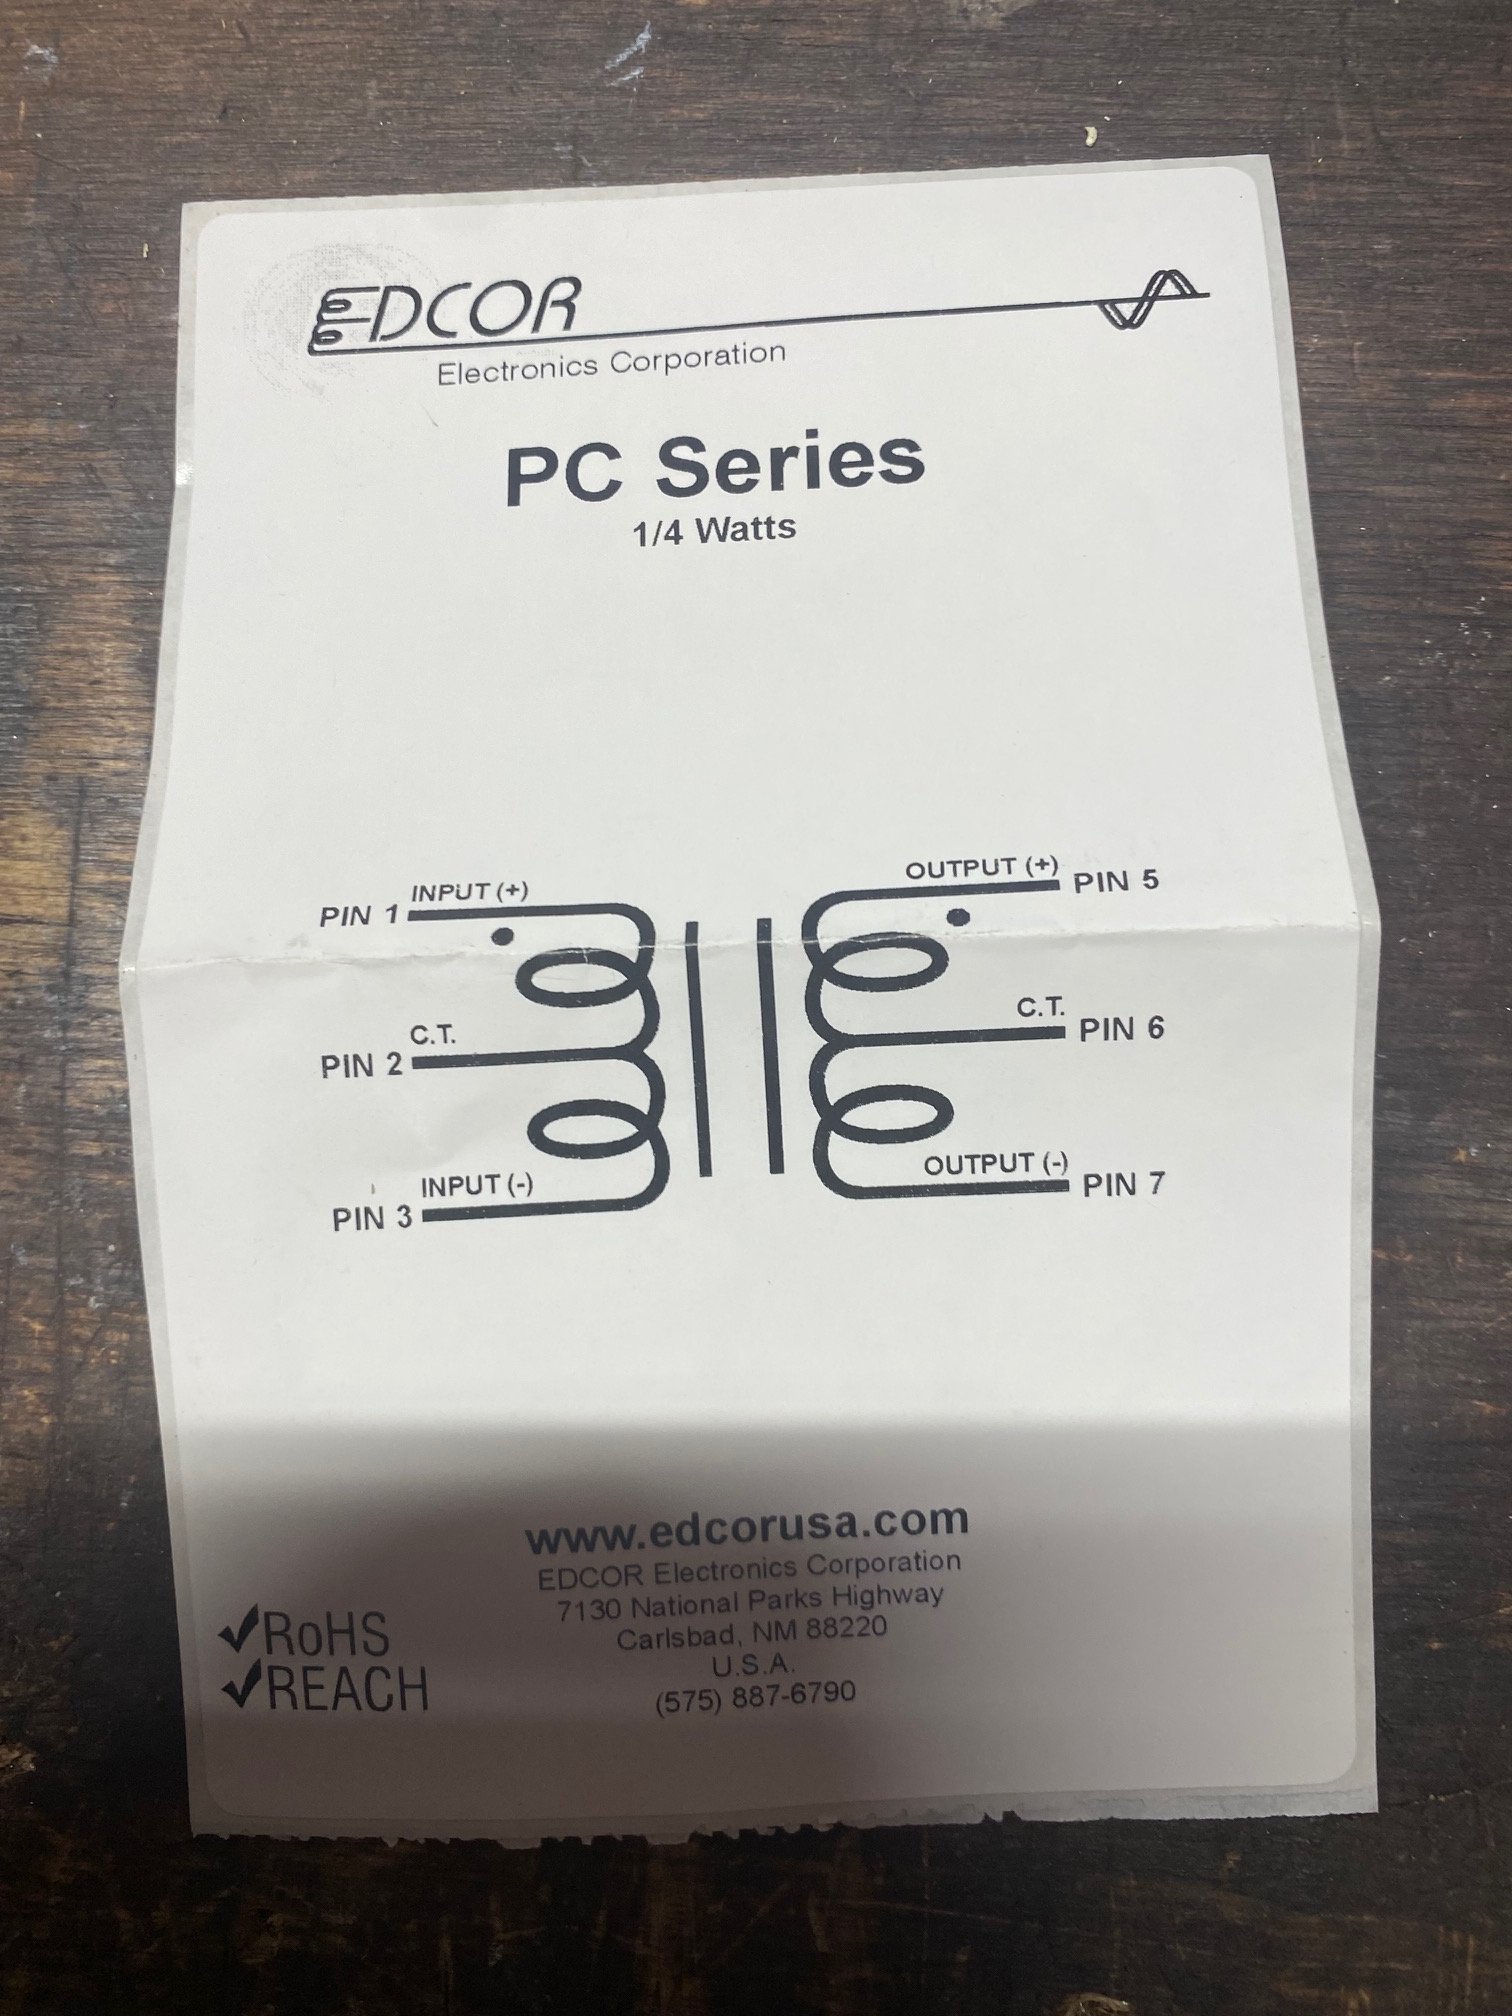 EDCOR
Electronics Corporation
PC Series
1/4 Watts
PIN 1 INPUT (+)
OUTPUT (+) PIN 5
PIN 2 C.T.
C.T. PIN 6
PIN 3 INPUT (-)
OUTPUT (-) PIN 7
www.edcorusa.com
EDCOR Electronics Corporation
7130 National Parks Highway
Carlsbad, NM 88220
U.S.A.
(575) 887-6790
✓RoHS
✓REACH